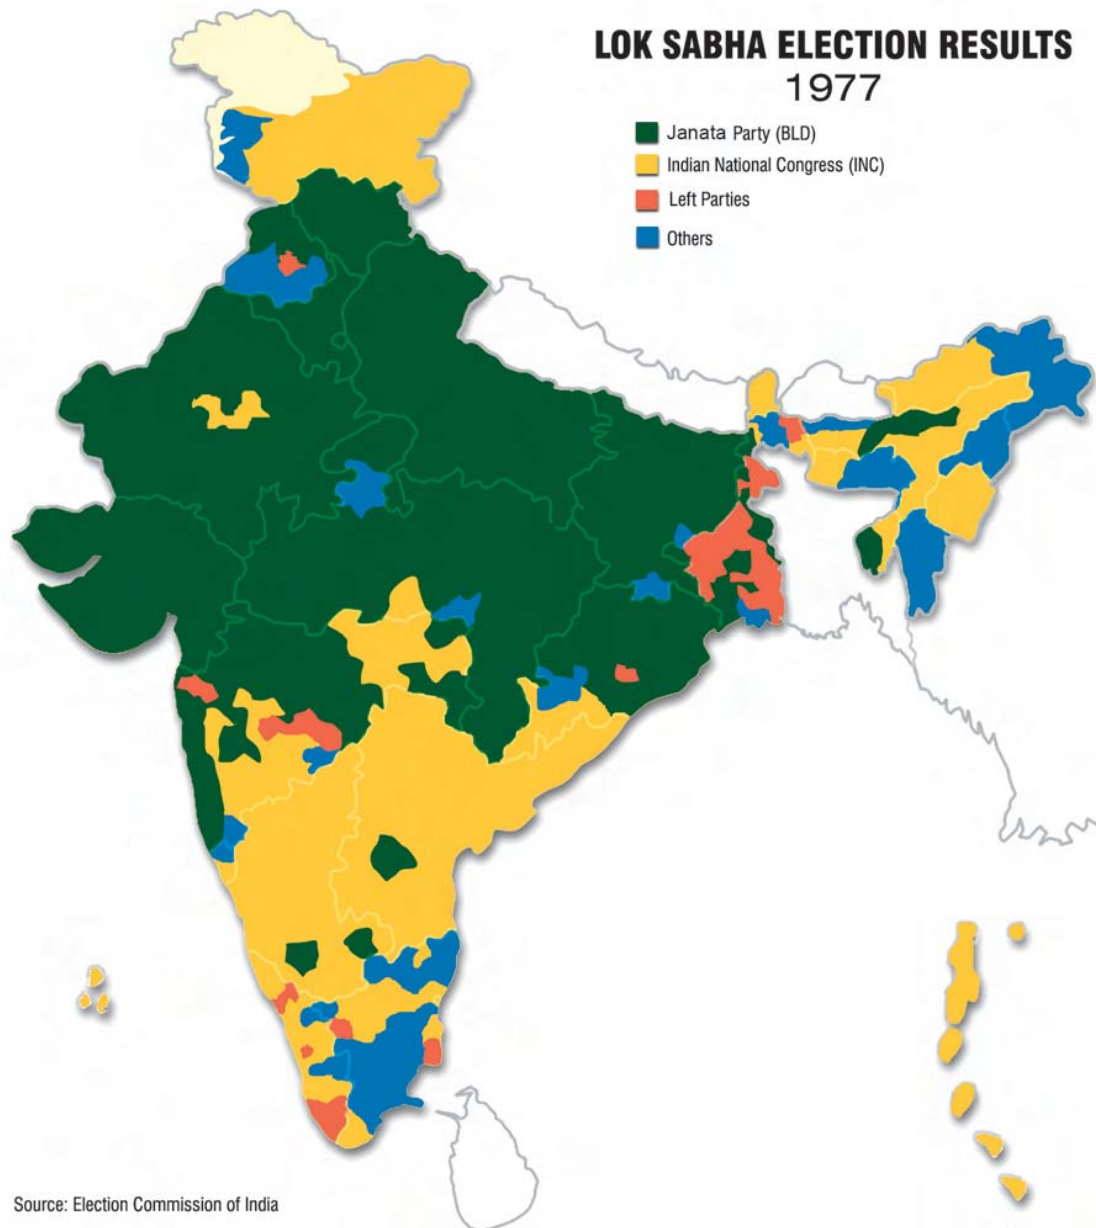 LOK SABHA ELECTION RESULTS
1977
Janata Party (BLD)
Indian National Congress (INC)
Left Parties
Others
Source: Election Commission of India